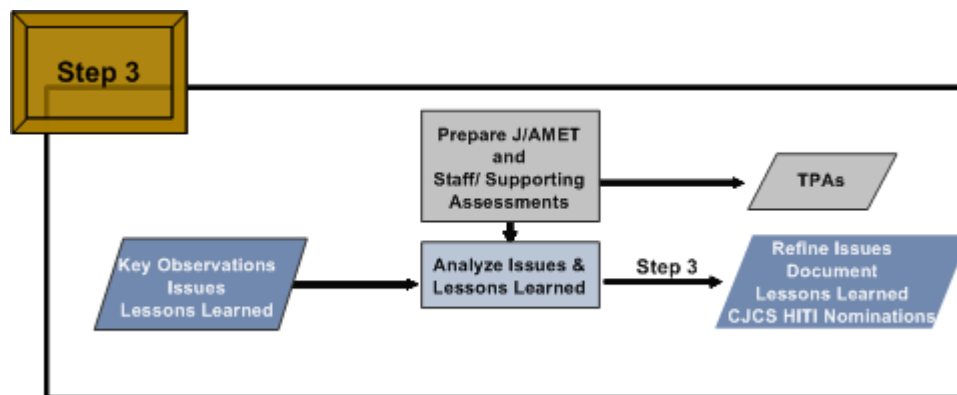 Step 3
Prepare J/AMET
and
Staff/ Supporting
Assessments
TPAs
Key Observations
Issues
Lessons Learned
Analyze Issues &
Lessons Learned
Step 3
Refine Issues
Document
Lessons Learned
CJCS HITI Nominations